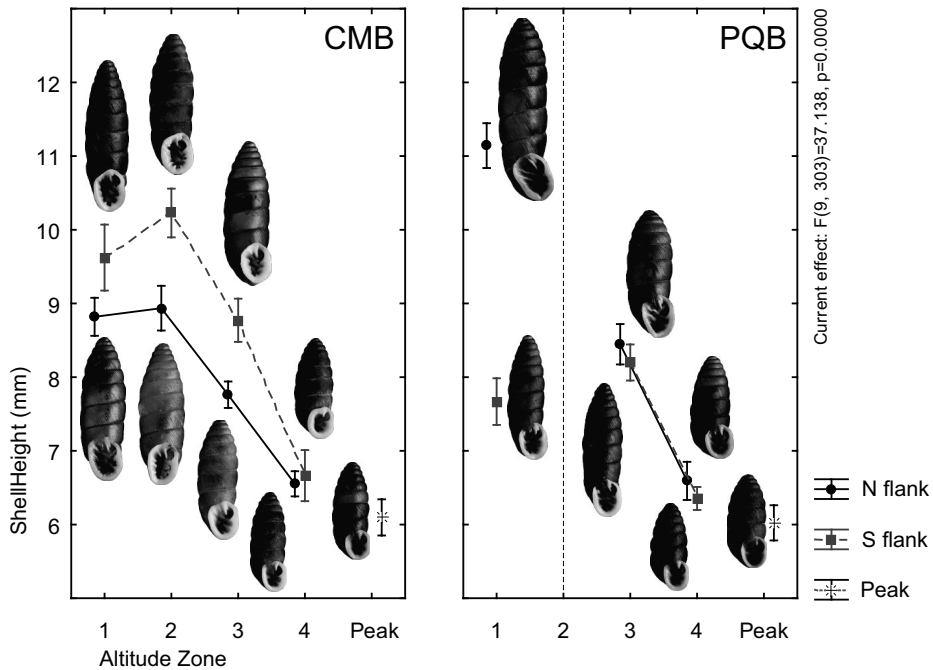 CMB
PQB
12
11
10
9
8
7
6
ShellHeight (mm)
1 2 3 4 Peak
1 2 3 4 Peak
Altitude Zone
Current effect: F(9, 303)=37.138, p=0.0000
N flank
S flank
Peak